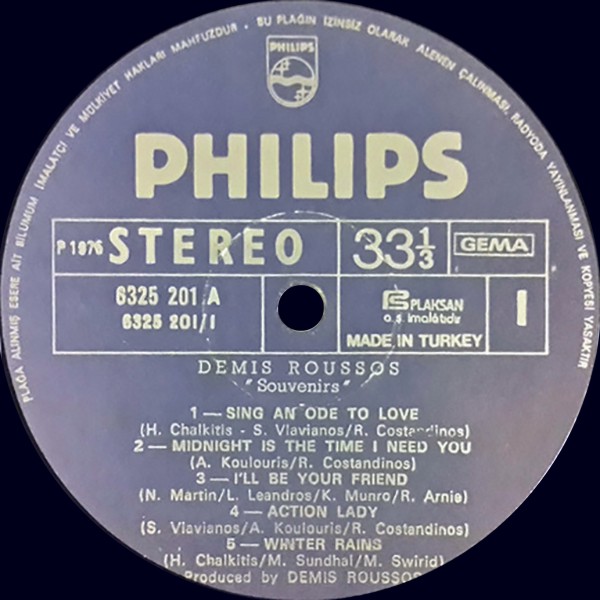 PLAĞA ALINMIŞ ESERE AİT BİLUMUM İMALATÇI VE MÜLKİYET HAKLARI MAHFUZDUR . BU PLAĞIN İZİNSİZ OLARAK ALENEN ÇALINMASI, RADYODA YAYINLANMASI VE KOPYESİ YASAKTIR
PHILIPS
PHILIPS
P 1976 STEREO 33 1/3 GEMA
6325 201 A PLAKSAN 1
6325 201/1 a.ş. imalâtıdır
MADE IN TURKEY
DEMIS ROUSSOS
"Souvenirs"
1 — SING AN ODE TO LOVE
(H. Chalkitis - S. Vlavianos/R. Costandinos)
2 — MIDNIGHT IS THE TIME I NEED YOU
(A. Koulouris/R. Costandinos)
3 — I'LL BE YOUR FRIEND
(N. Martin/L. Leandros/K. Munro/R. Arnie)
4 — ACTION LADY
(S. Vlavianos/A. Koulouris/R. Costandinos)
5 — WINTER RAINS
(H. Chalkitis/M. Sundhal/M. Swirid)
Produced by DEMIS ROUSSOS